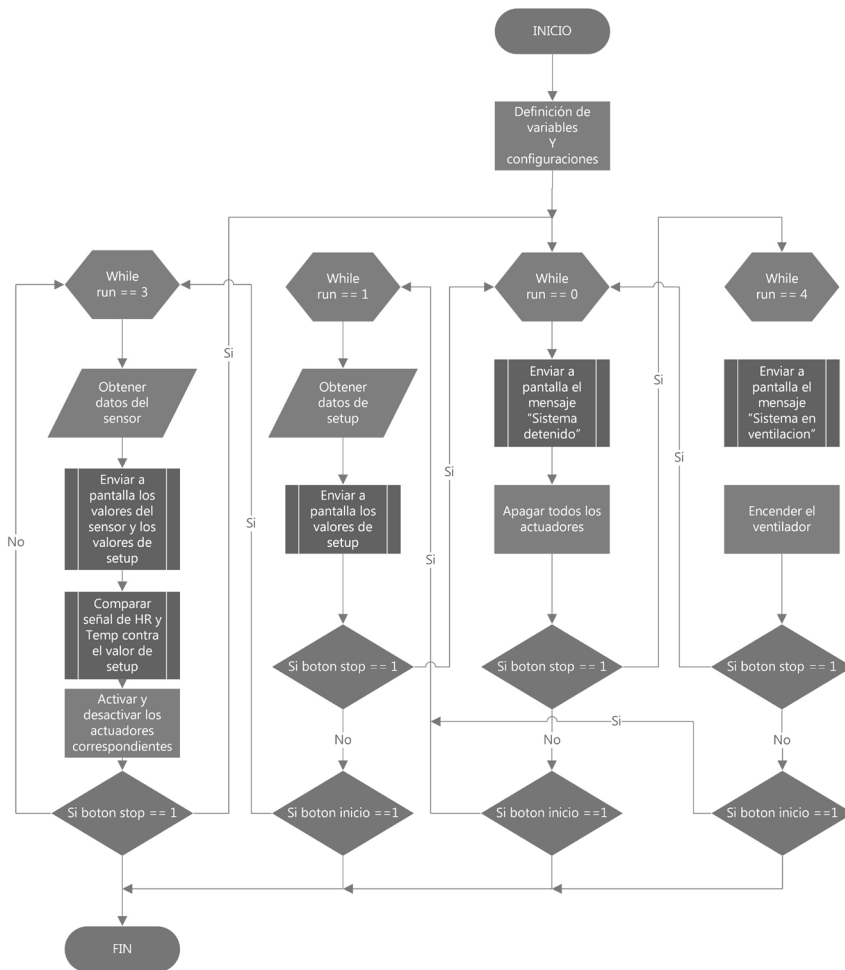 INICIO
Definición de
variables
Y
configuraciones
While
run == 3
While
run == 1
While
run == 0
While
run == 4
Si
Si
Obtener
datos del
sensor
Obtener
datos de
setup
Enviar a
pantalla el
mensaje
“Sistema
detenido”
Enviar a
pantalla el
mensaje
“Sistema en
ventilacion”
Si
Si
Enviar a
pantalla los
valores del
sensor y los
valores de
setup
Enviar a
pantalla los
valores de
setup
Apagar todos los
actuadores
Encender el
ventilador
No
Si
Si
Comparar
señal de HR y
Temp contra
el valor de
setup
Si boton stop == 1
Si boton stop == 1
Si boton stop == 1
Activar y
desactivar los
actuadores
correspondientes
Si
No
No
No
Si boton stop == 1
Si boton inicio ==1
Si boton inicio ==1
Si boton inicio ==1
FIN